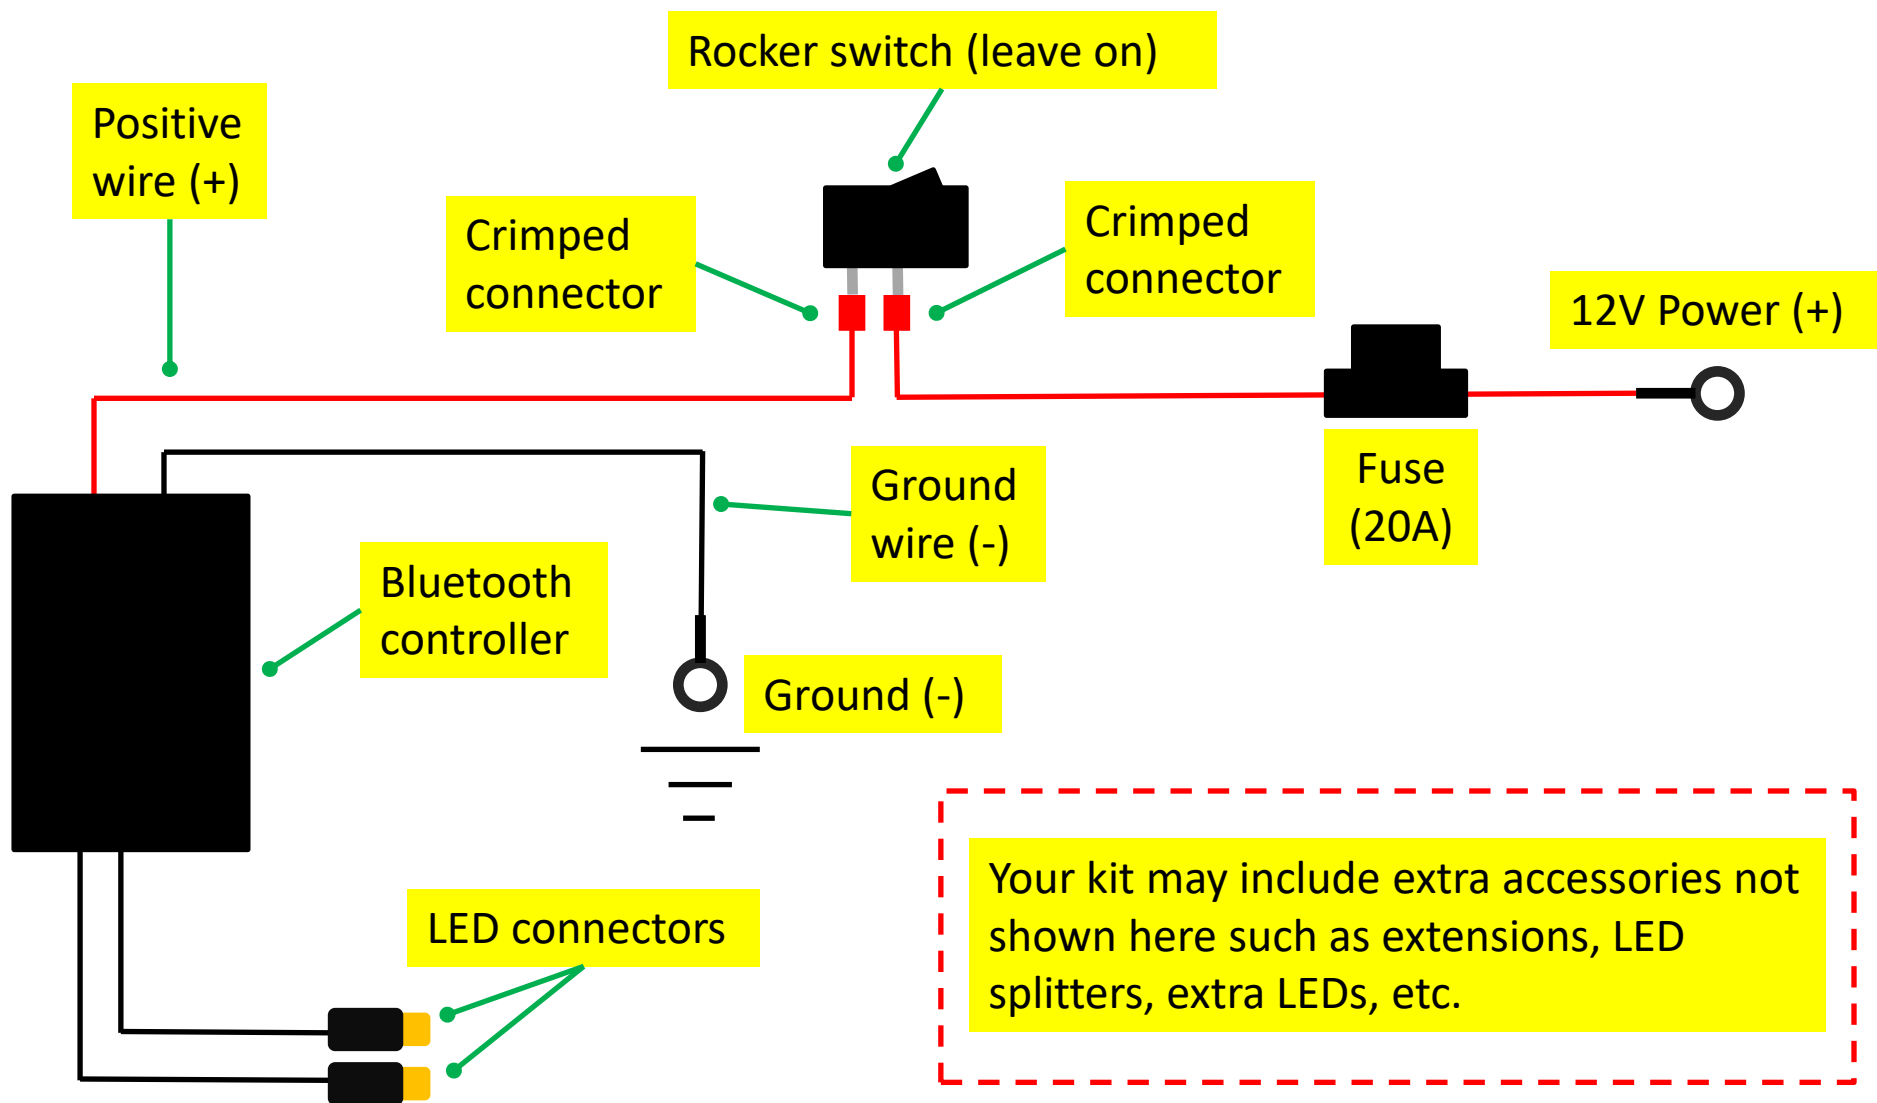 Rocker switch (leave on)
Positive
wire (+)
Crimped
connector
Crimped
connector
12V Power (+)
Fuse
(20A)
Ground
wire (-)
Bluetooth
controller
Ground (-)
LED connectors
Your kit may include extra accessories not
shown here such as extensions, LED
splitters, extra LEDs, etc.